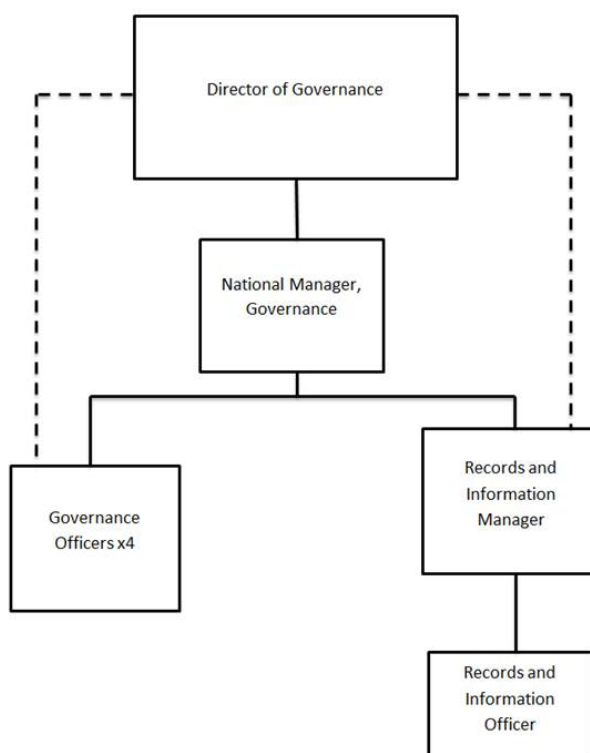 Director of Governance
National Manager,
Governance
Governance
Officers x4
Records and
Information
Manager
Records and
Information
Officer